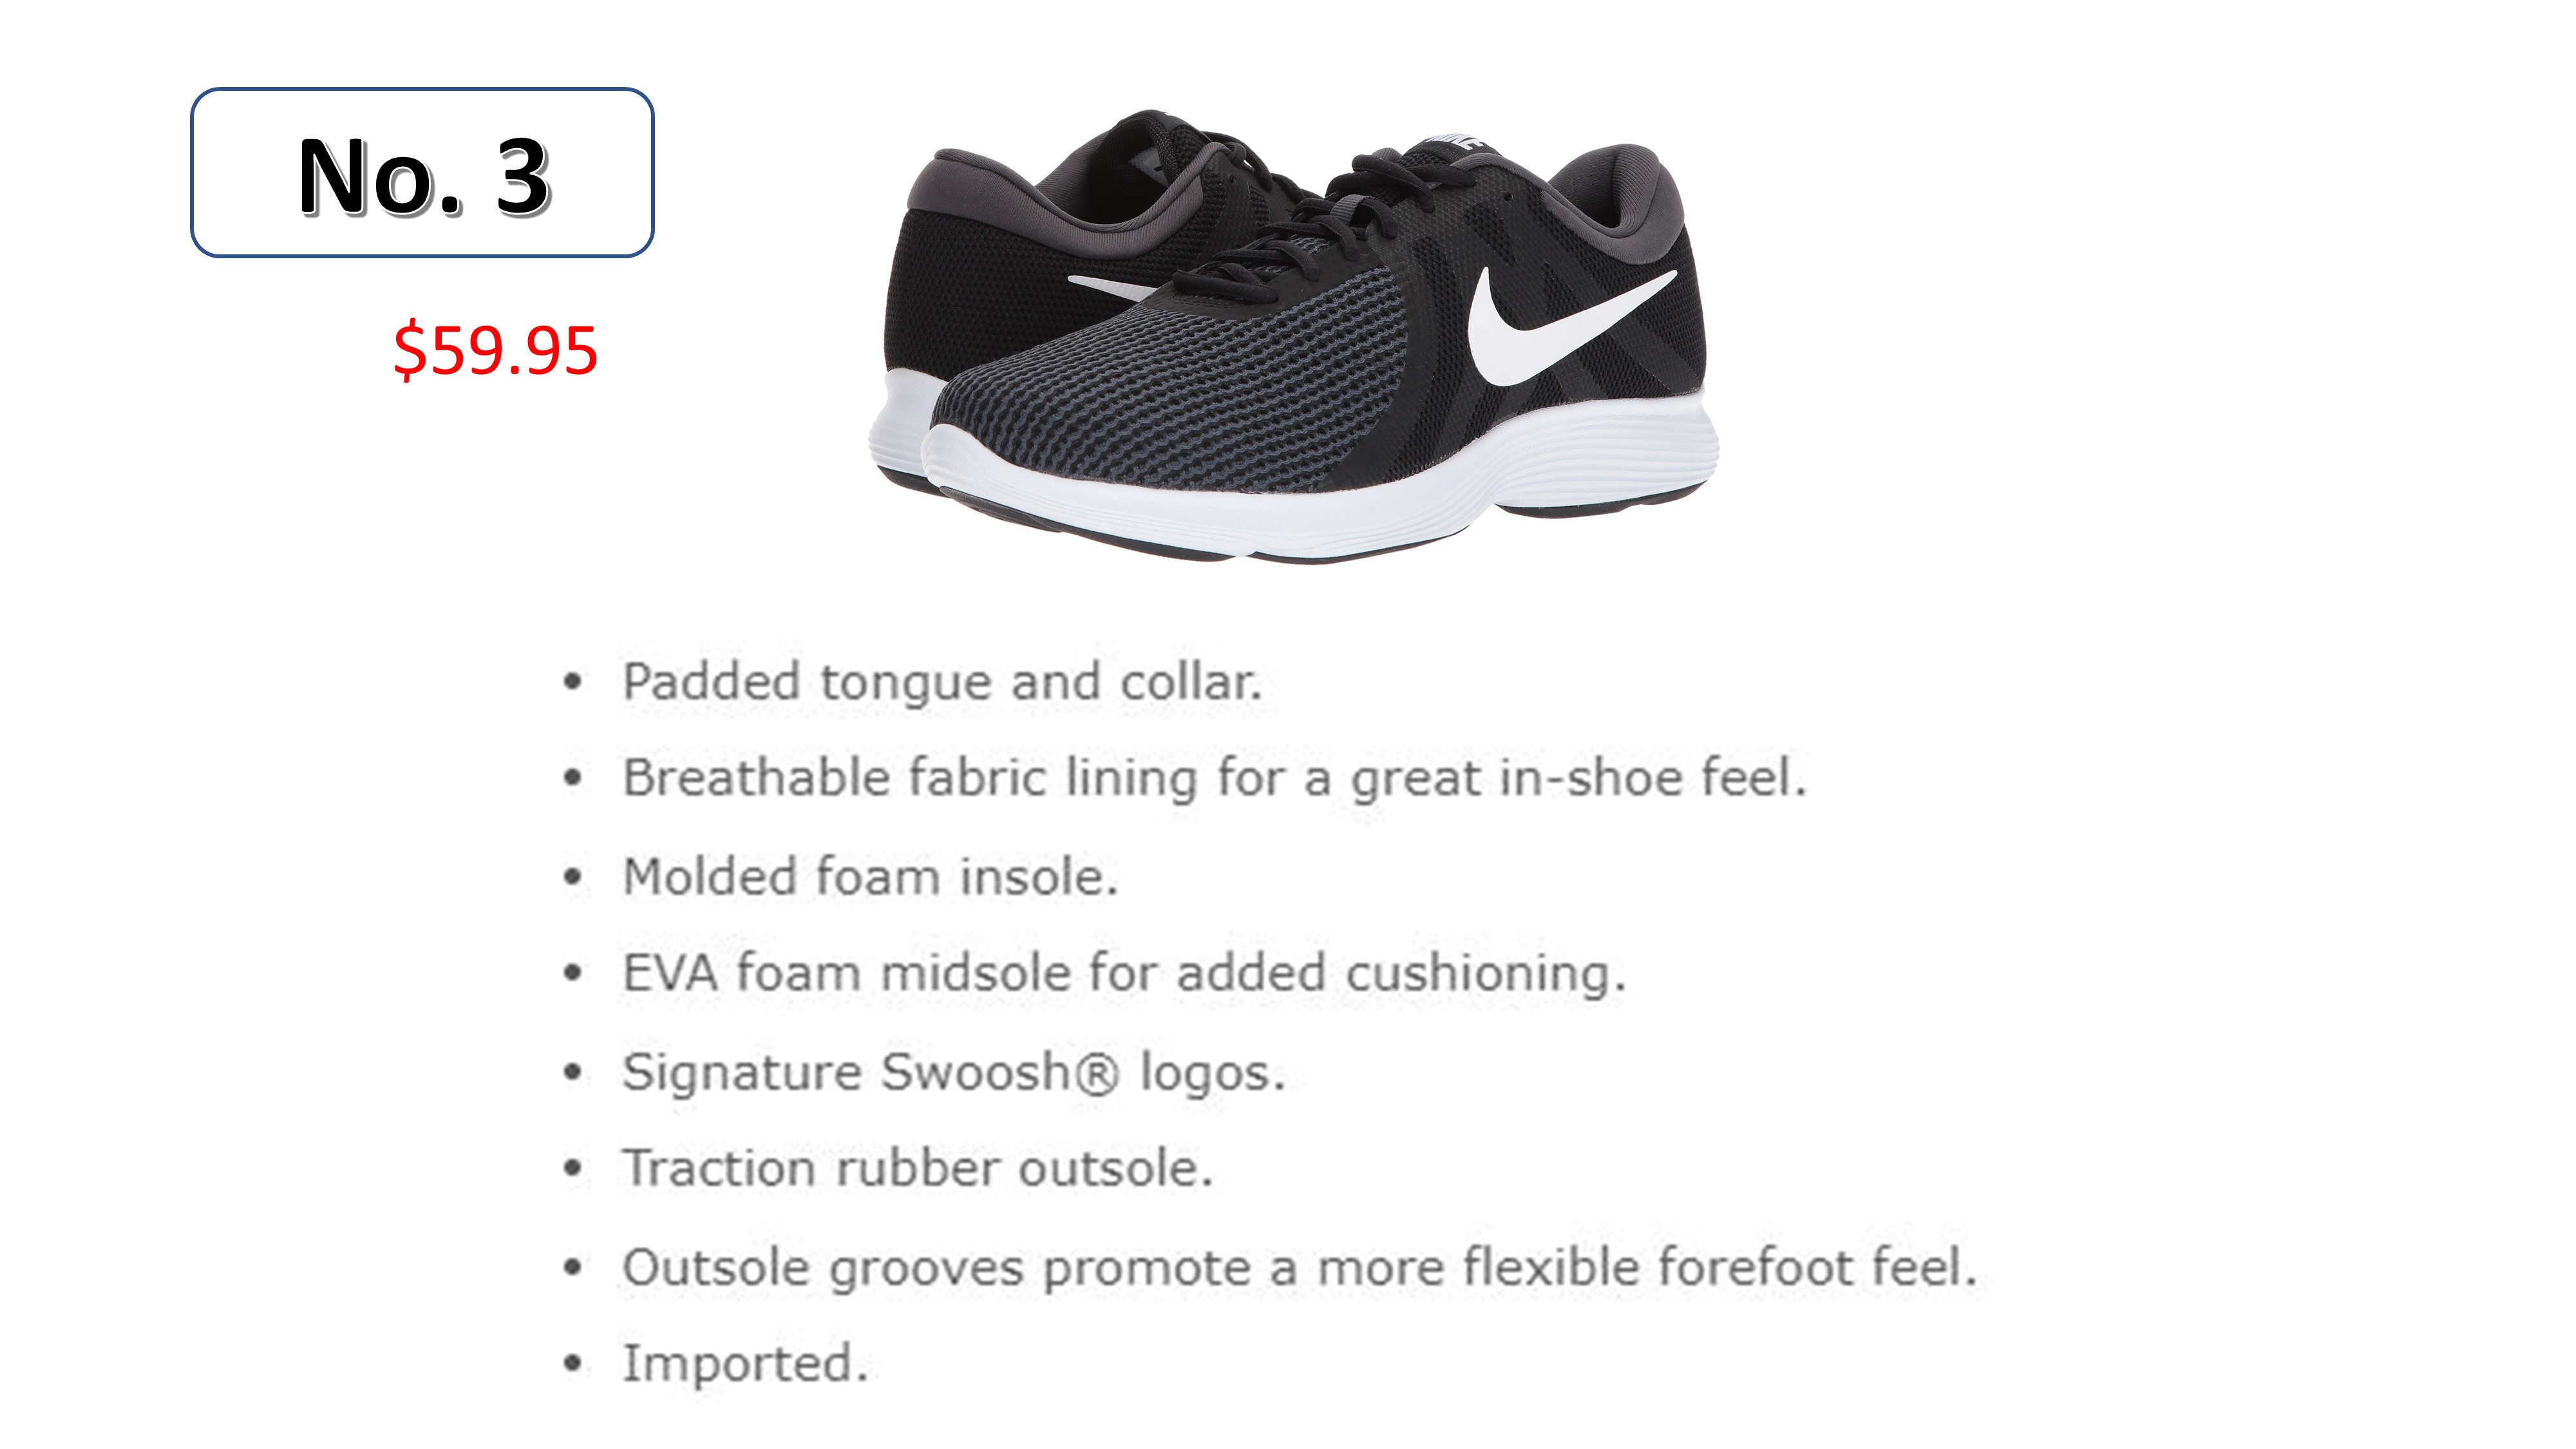 No. 3
$59.95
• Padded tongue and collar.
• Breathable fabric lining for a great in-shoe feel.
• Molded foam insole.
• EVA foam midsole for added cushioning.
• Signature Swoosh® logos.
• Traction rubber outsole.
• Outsole grooves promote a more flexible forefoot feel.
• Imported.